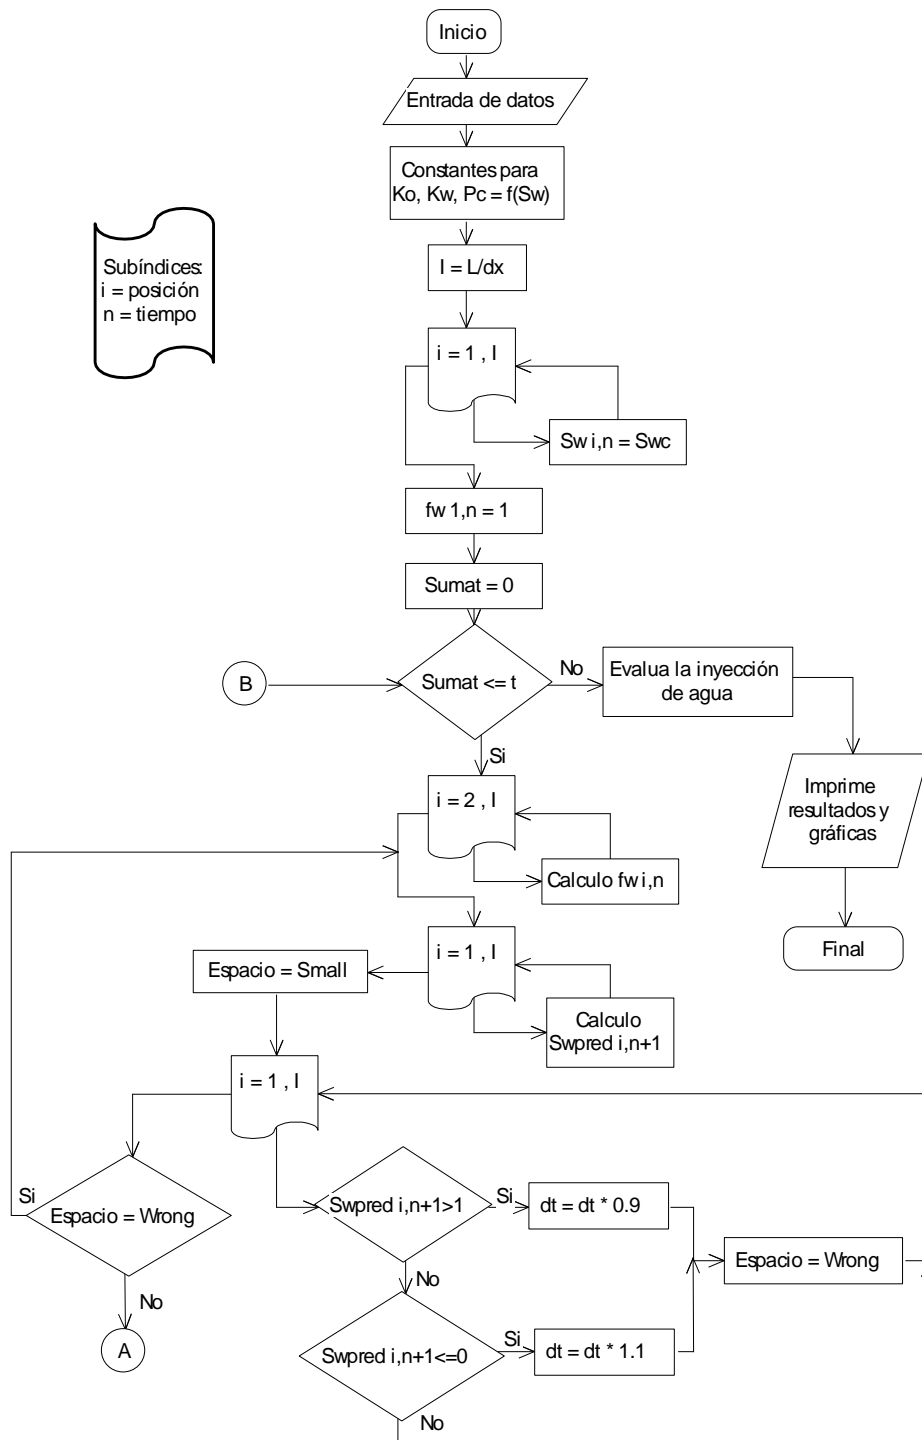 Inicio
Entrada de datos
Constantes para
Ko, Kw, Pc = f(Sw)
Subíndices:
i = posición
n = tiempo
I = L/dx
i = 1 , I
Sw i,n = Swc
fw 1,n = 1
Sumat = 0
B
Sumat <= t
No
Evalua la inyección
de agua
Si
i = 2 , I
Imprime
resultados y
gráficas
Calculo fw i,n
i = 1 , I
Espacio = Small
Final
Calculo
Swpred i,n+1
i = 1 , I
Si
Espacio = Wrong
Swpred i,n+1>1
Si
dt = dt * 0.9
Espacio = Wrong
No
No
A
Swpred i,n+1<=0
Si
dt = dt * 1.1
No